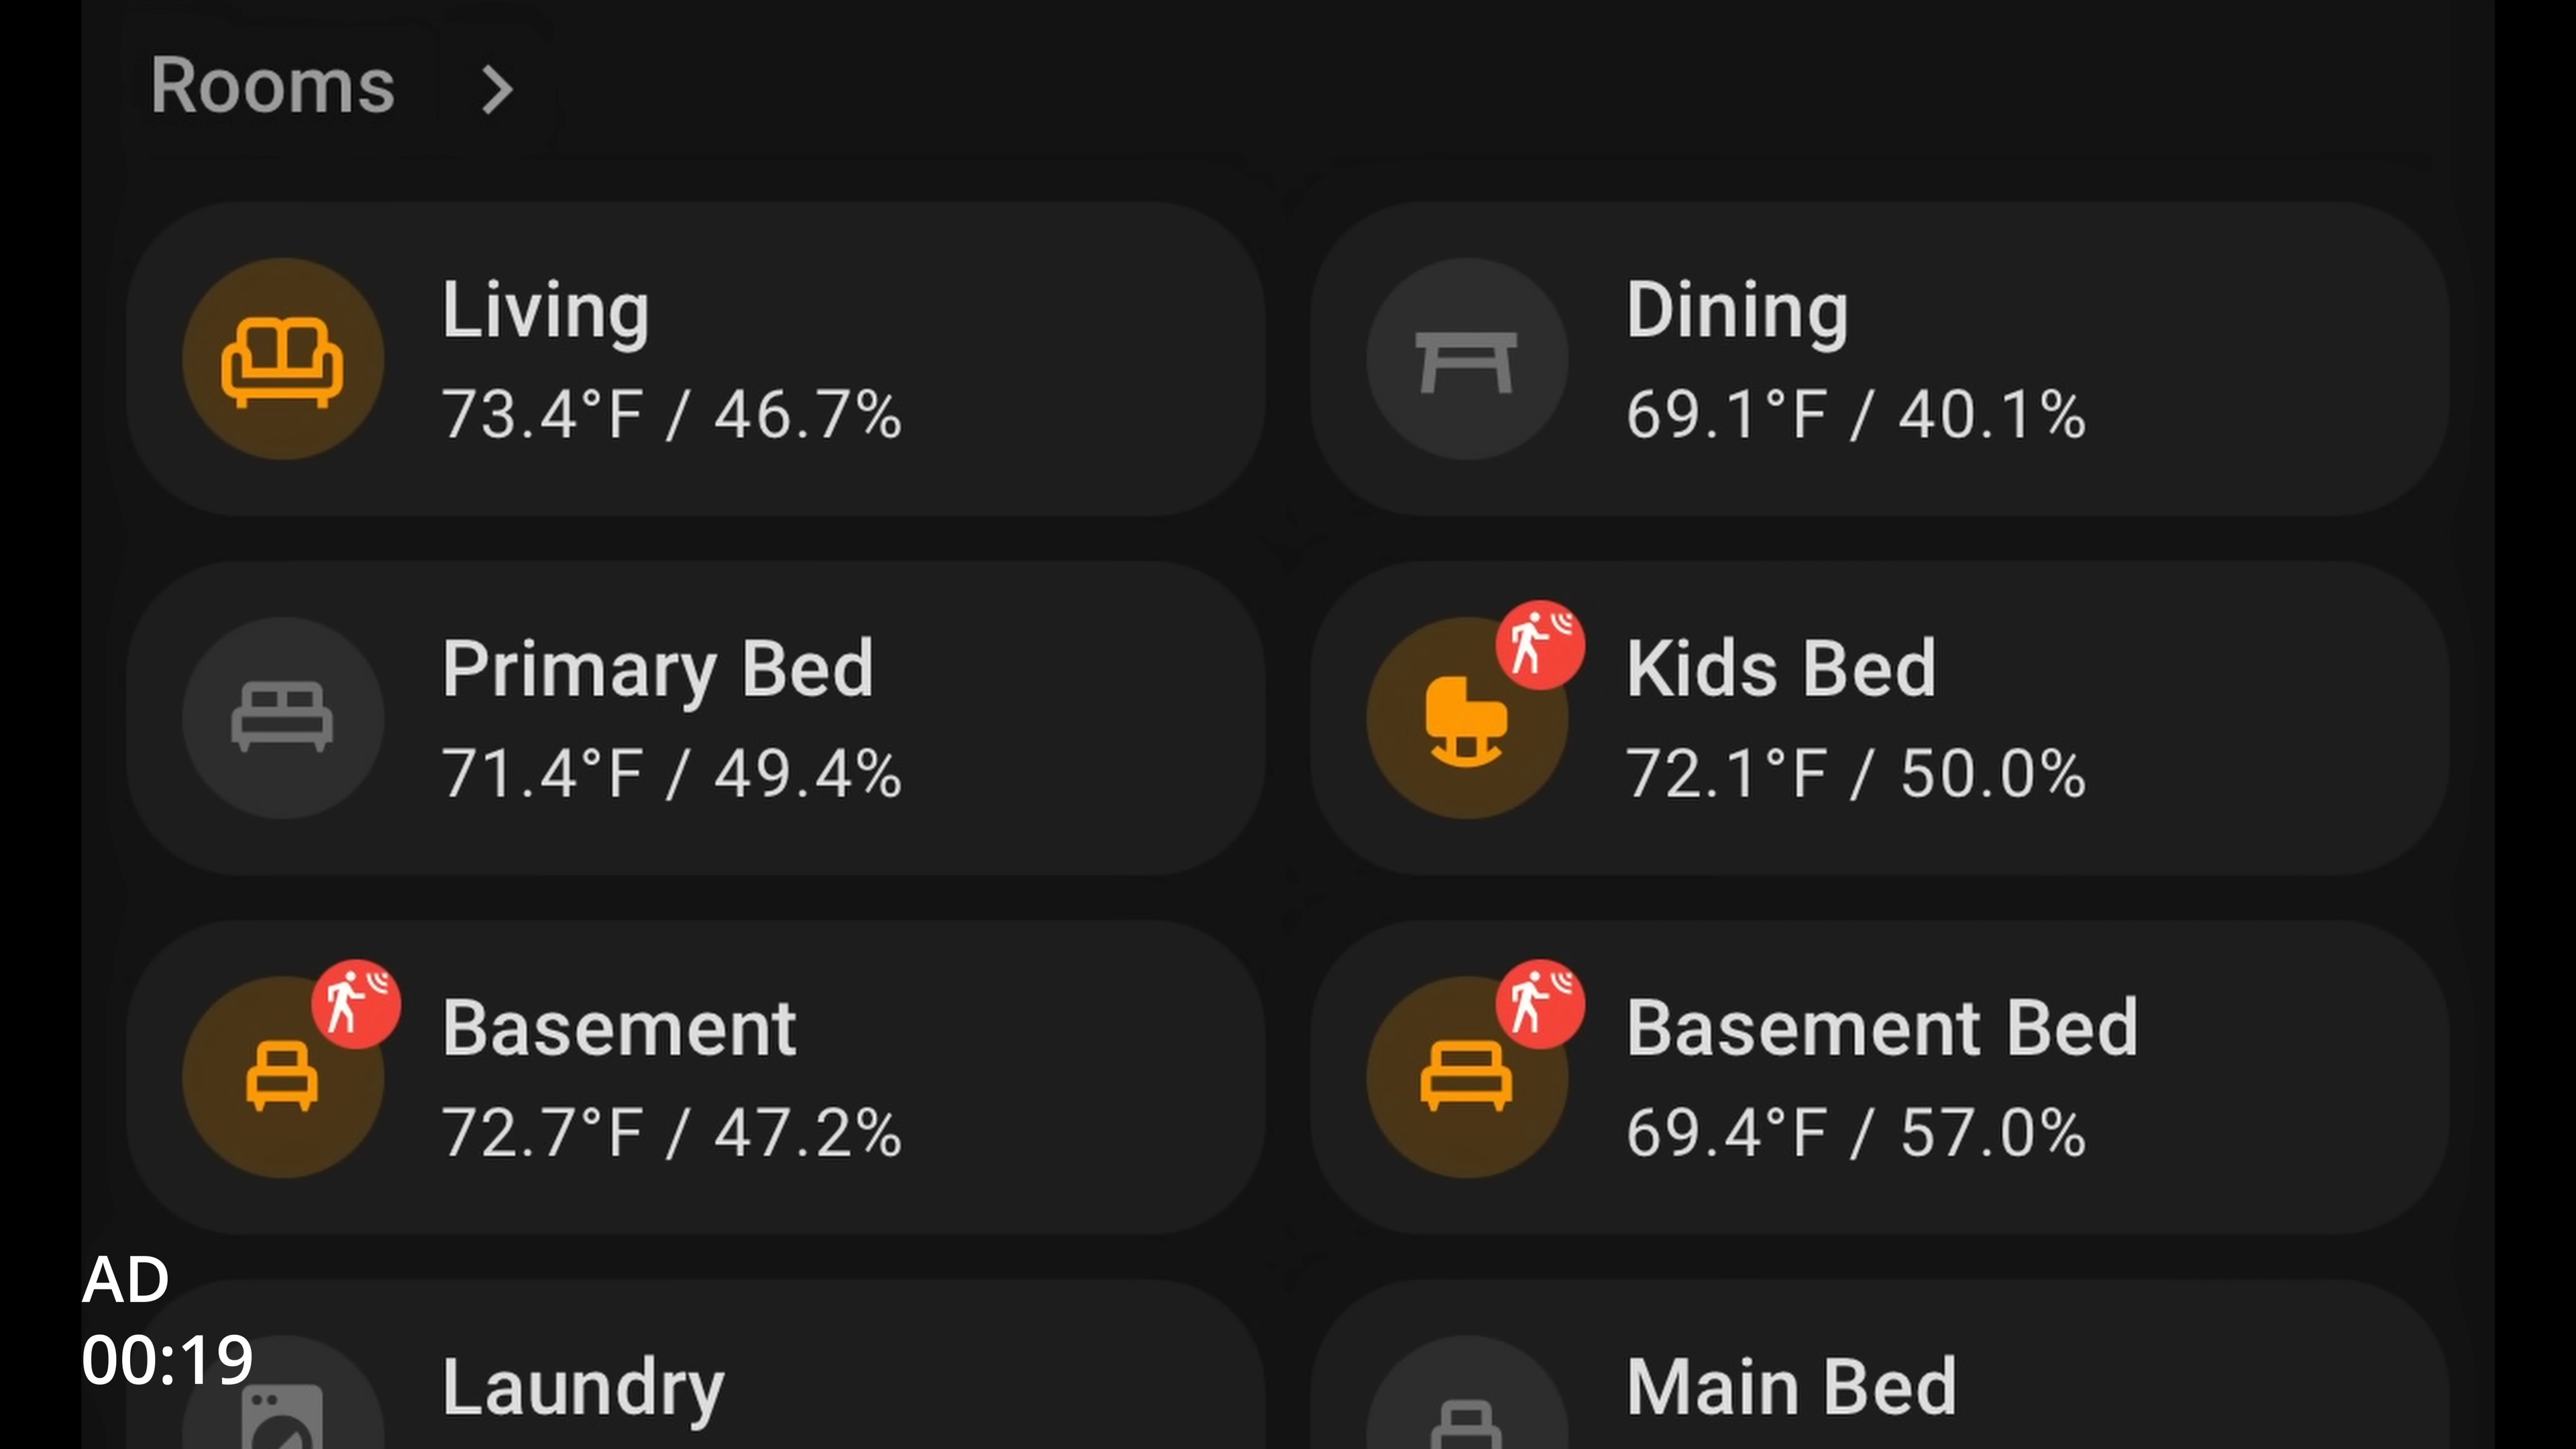 Rooms
Living
73.4°F / 46.7%
Dining
69.1°F / 40.1%
Primary Bed
71.4°F / 49.4%
Kids Bed
72.1°F / 50.0%
Basement
72.7°F / 47.2%
Basement Bed
69.4°F / 57.0%
AD
00:19
Laundry
Main Bed